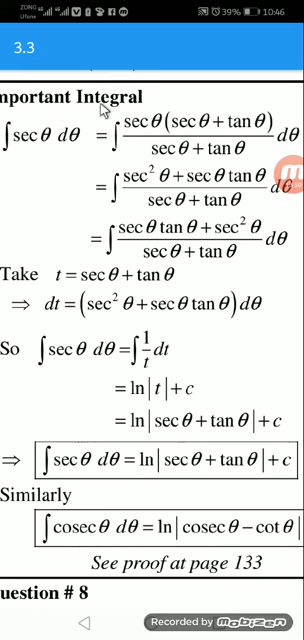 ZONG 4G 4G
Ufone
39% 10:46
3.3
mportant Integral
∫ sec θ dθ = ∫ sec θ (sec θ + tan θ) / sec θ + tan θ dθ
= ∫ sec² θ + sec θ tan θ / sec θ + tan θ dθ
= ∫ sec θ tan θ + sec² θ / sec θ + tan θ dθ
Take t = sec θ + tan θ
⇒ dt = (sec² θ + sec θ tan θ) dθ
So ∫ sec θ dθ = ∫ 1/t dt
= ln|t| + c
= ln|sec θ + tan θ| + c
⇒ ∫ sec θ dθ = ln|sec θ + tan θ| + c
Similarly
∫ cosec θ dθ = ln|cosec θ − cot θ|
See proof at page 133
uestion # 8
Recorded by mobizen